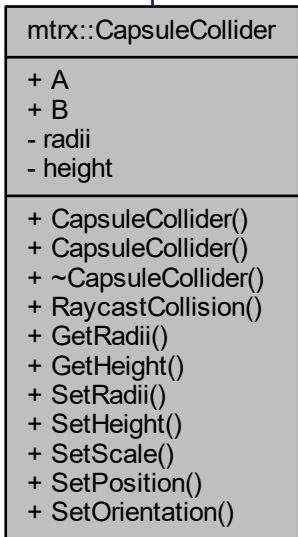 mtrx::CapsuleCollider
+ A
+ B
- radii
- height
+ CapsuleCollider()
+ CapsuleCollider()
+ ~CapsuleCollider()
+ RaycastCollision()
+ GetRadii()
+ GetHeight()
+ SetRadii()
+ SetHeight()
+ SetScale()
+ SetPosition()
+ SetOrientation()